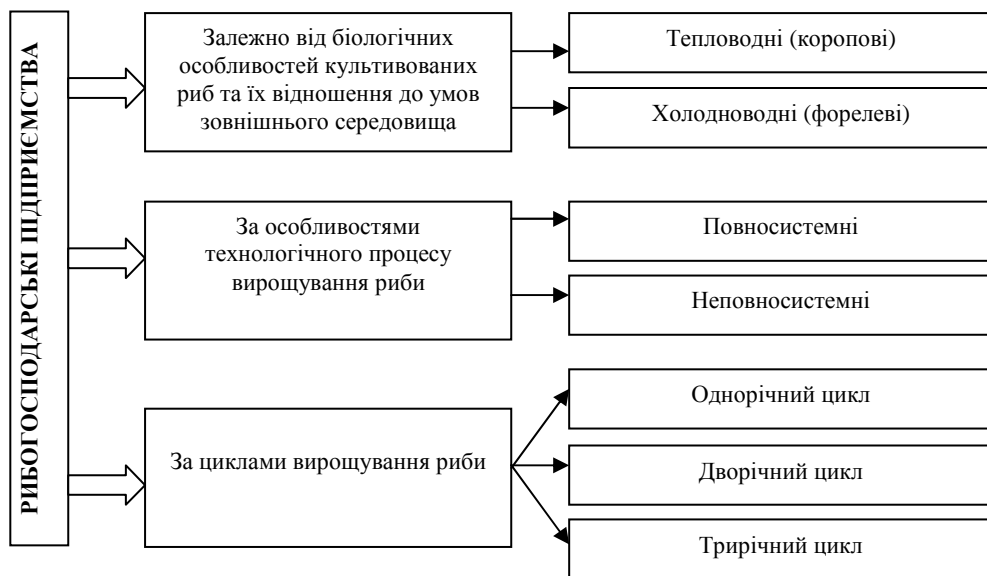 РИБОГОСПОДАРСЬКІ ПІДПРИЄМСТВА
Залежно від біологічних
особливостей культивованих
риб та їх відношення до умов
зовнішнього середовища
Тепловодні (коропові)
Холодноводні (форелеві)
За особливостями
технологічного процесу
вирощування риби
Повносистемні
Неповносистемні
За циклами вирощування риби
Однорічний цикл
Дворічний цикл
Трирічний цикл